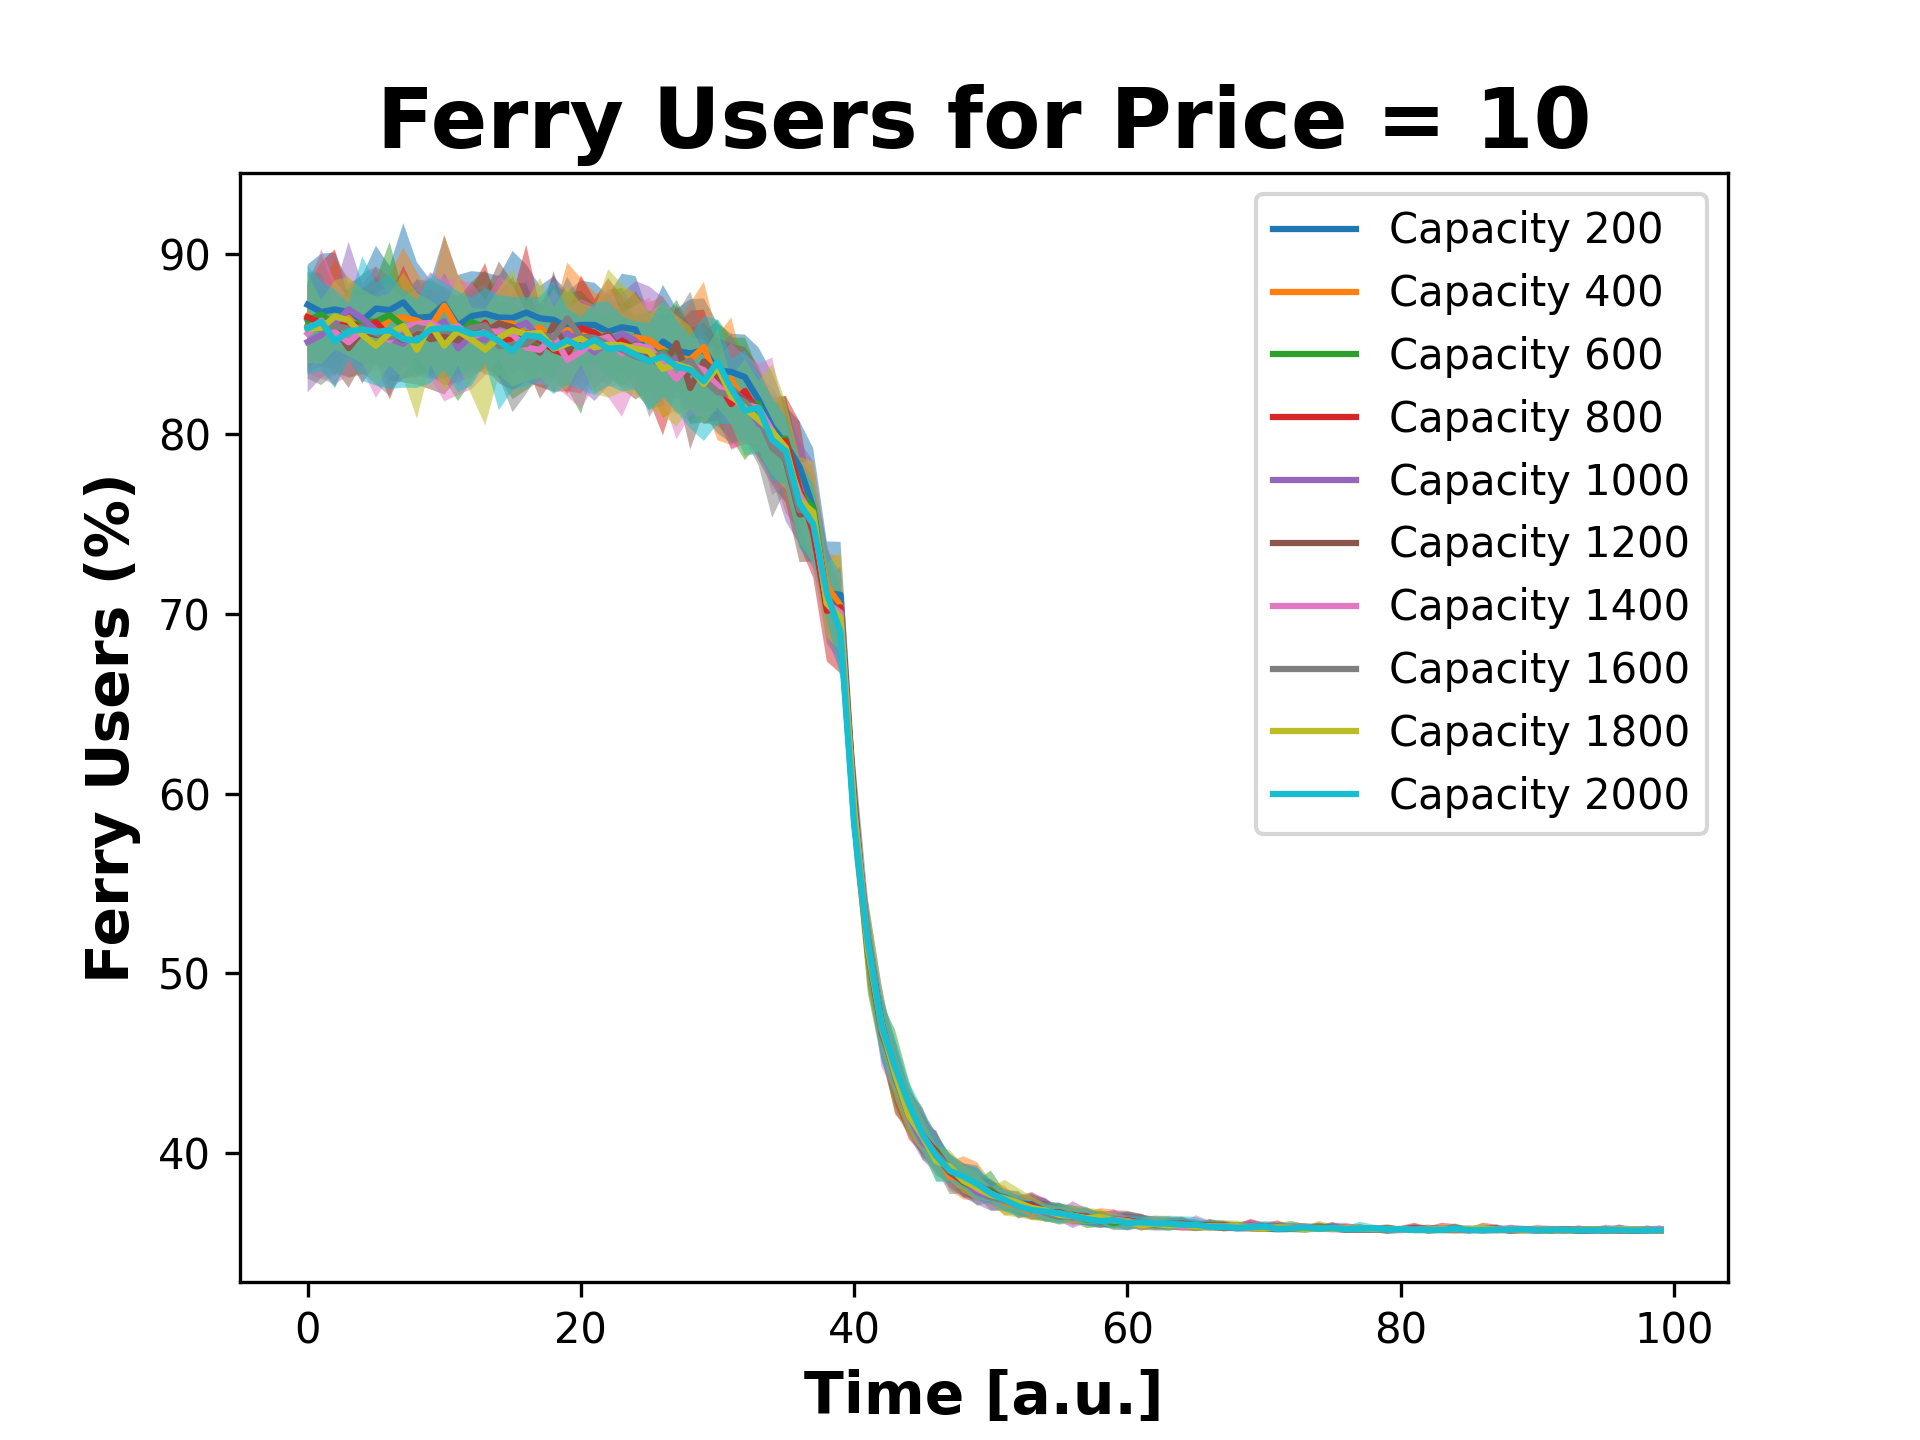 Ferry Users for Price = 10
Ferry Users (%)
90
80
70
60
50
40
Capacity 200
Capacity 400
Capacity 600
Capacity 800
Capacity 1000
Capacity 1200
Capacity 1400
Capacity 1600
Capacity 1800
Capacity 2000
0 20 40 60 80 100
Time [a.u.]